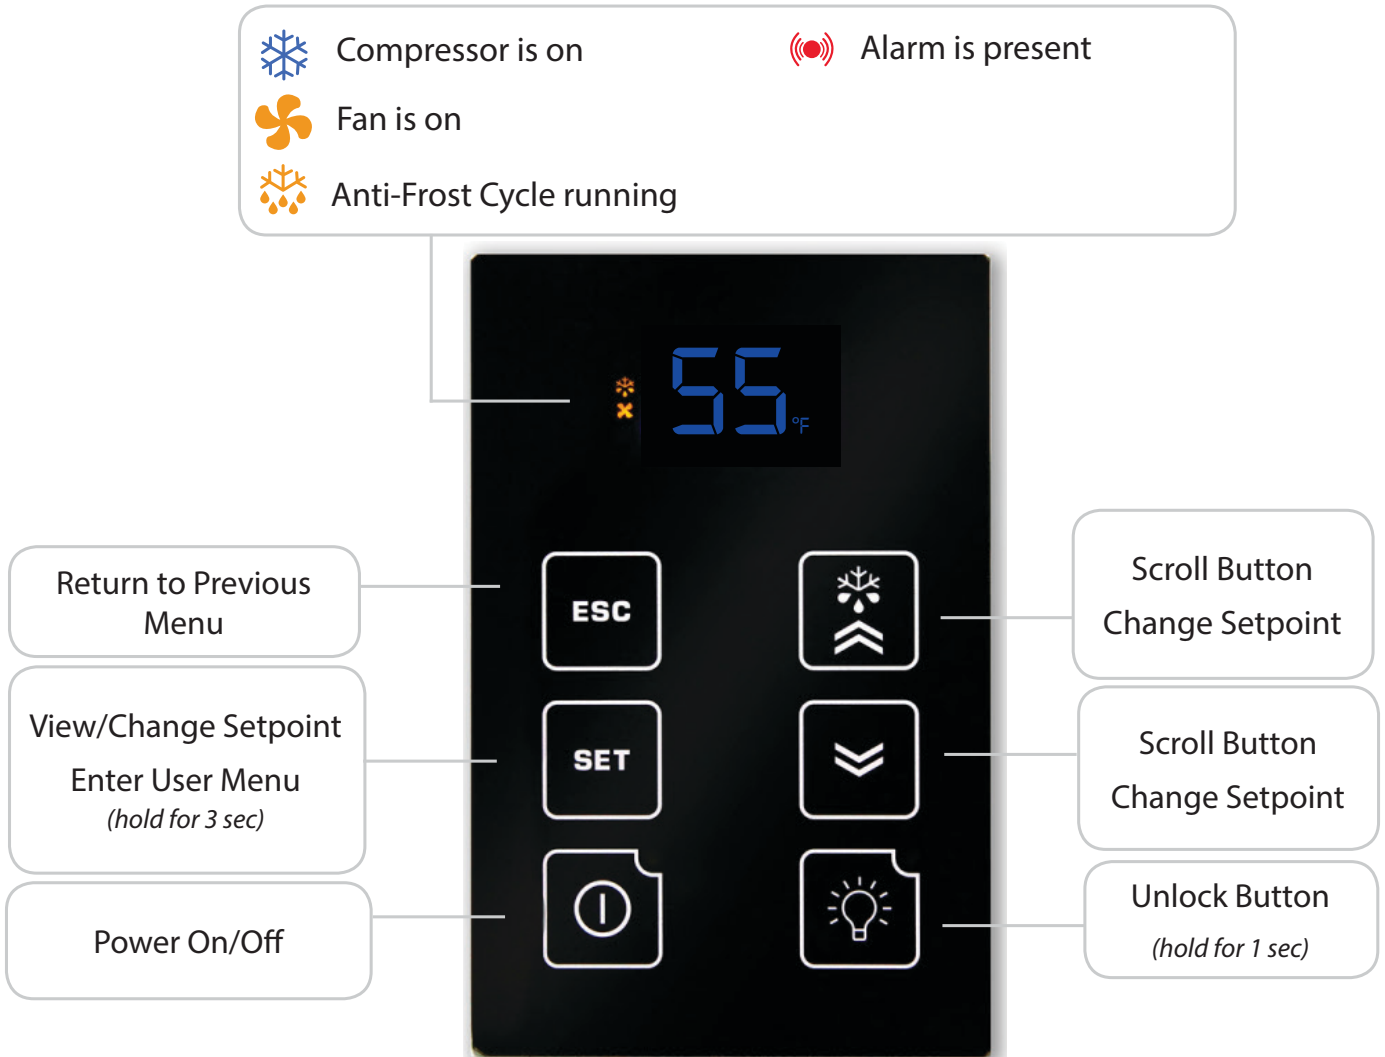 Compressor is on
Alarm is present
Fan is on
Anti-Frost Cycle running
55 °F
Return to Previous
Menu
ESC
Scroll Button
Change Setpoint
View/Change Setpoint
Enter User Menu
(hold for 3 sec)
SET
Scroll Button
Change Setpoint
Power On/Off
Unlock Button
(hold for 1 sec)